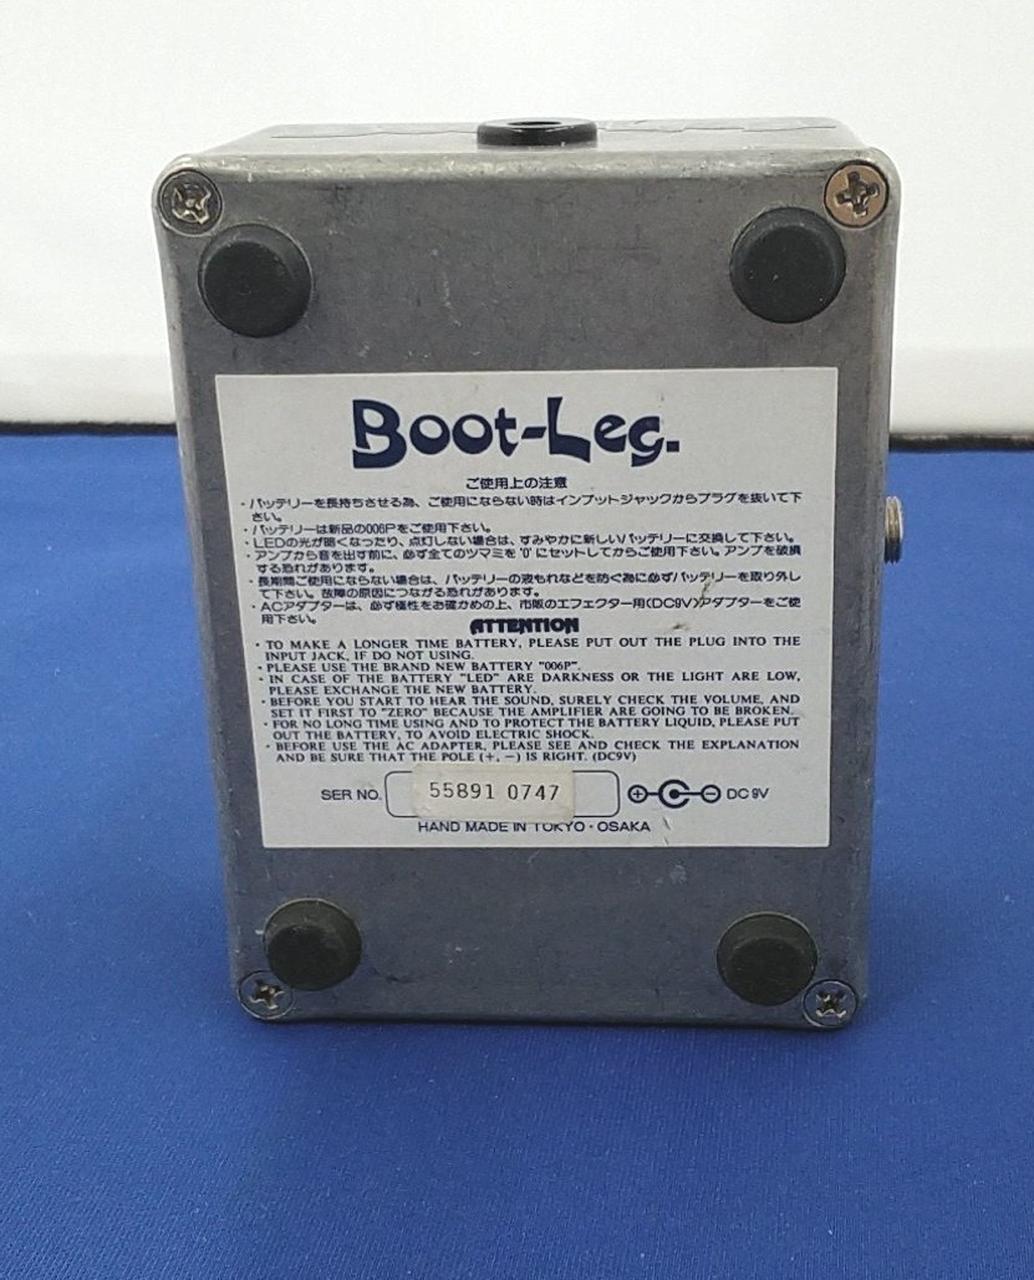 Boot-Leg.
ご使用上の注意
・バッテリーを長持ちさせる為、ご使用にならない時はインプットジャックからプラグを抜いて下
さい。
・バッテリーは新品の006Pをご使用下さい。
・LEDの光が暗くなったり、点灯しない場合は、すみやかに新しいバッテリーに交換して下さい。
・アンプから音を出す前に、必ず全てのツマミを'0'にセットしてからご使用下さい。アンプを破損
する恐れがあります。
・長期間ご使用にならない場合は、バッテリーの液もれなどを防ぐ為に必ずバッテリーを取り外し
て下さい。故障の原因につながる恐れがあります。
・ACアダプターは、必ず極性をお確かめの上、市販のエフェクター用(DC9V)アダプターをご使
用下さい。
ATTENTION
・TO MAKE A LONGER TIME BATTERY, PLEASE PUT OUT THE PLUG INTO THE
INPUT JACK, IF DO NOT USING.
・PLEASE USE THE BRAND NEW BATTERY "006P".
・IN CASE OF THE BATTERY "LED" ARE DARKNESS OR THE LIGHT ARE LOW,
PLEASE EXCHANGE THE NEW BATTERY.
・BEFORE YOU START TO HEAR THE SOUND, SURELY CHECK THE VOLUME, AND
SET IT FIRST TO "ZERO" BECAUSE THE AMPLIFIER ARE GOING TO BE BROKEN.
・FOR NO LONG TIME USING AND TO PROTECT THE BATTERY LIQUID, PLEASE PUT
OUT THE BATTERY, TO AVOID ELECTRIC SHOCK.
・BEFORE USE THE AC ADAPTER, PLEASE SEE AND CHECK THE EXPLANATION
AND BE SURE THAT THE POLE (+, −) IS RIGHT. (DC9V)
SER NO. 55891 0747 DC 9V
HAND MADE IN TOKYO・OSAKA